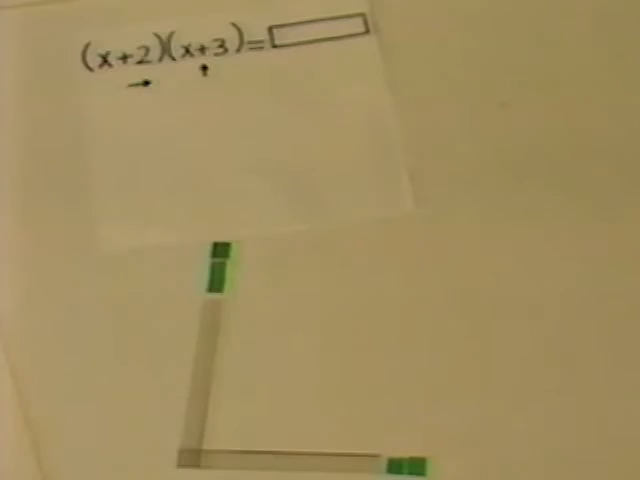 (x+2)(x+3)=
→ ↑